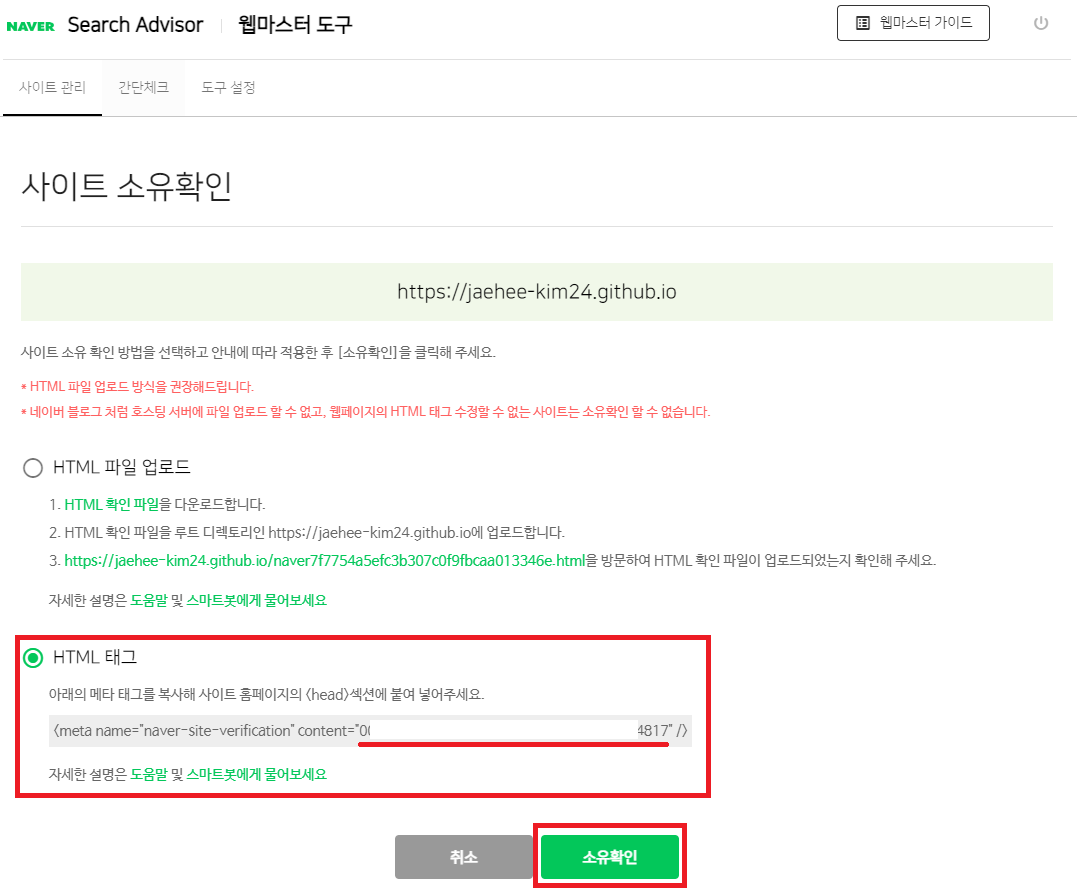 NAVER Search Advisor 웹마스터 도구 웹마스터 가이드
사이트 관리 간단체크 도구 설정
사이트 소유확인
https://jaehee-kim24.github.io
사이트 소유 확인 방법을 선택하고 안내에 따라 적용한 후 [소유확인]을 클릭해 주세요.
* HTML 파일 업로드 방식을 권장해드립니다.
* 네이버 블로그 처럼 호스팅 서버에 파일 업로드 할 수 없고, 웹페이지의 HTML 태그 수정할 수 없는 사이트는 소유확인 할 수 없습니다.
HTML 파일 업로드
1. HTML 확인 파일을 다운로드합니다.
2. HTML 확인 파일을 루트 디렉토리인 https://jaehee-kim24.github.io에 업로드합니다.
3. https://jaehee-kim24.github.io/naver7f7754a5efc3b307c0f9fbcaa013346e.html을 방문하여 HTML 확인 파일이 업로드되었는지 확인해 주세요.
자세한 설명은 도움말 및 스마트봇에게 물어보세요
HTML 태그
아래의 메타 태그를 복사해 사이트 홈페이지의 <head>섹션에 붙여 넣어주세요.
<meta name="naver-site-verification" content="0 4817" />
자세한 설명은 도움말 및 스마트봇에게 물어보세요
취소 소유확인